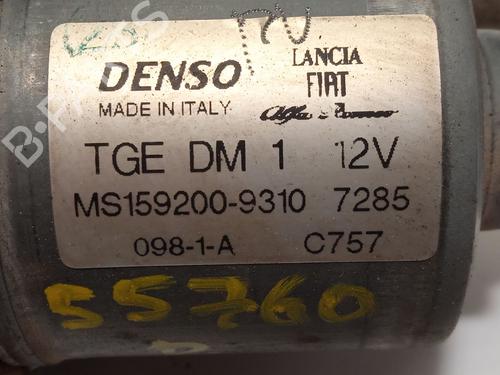 DENSO
MADE IN ITALY
LANCIA
FIAT
Alfa Romeo
TGE DM 1 12V
MS159200-9310 7285
098-1-A C757
55760